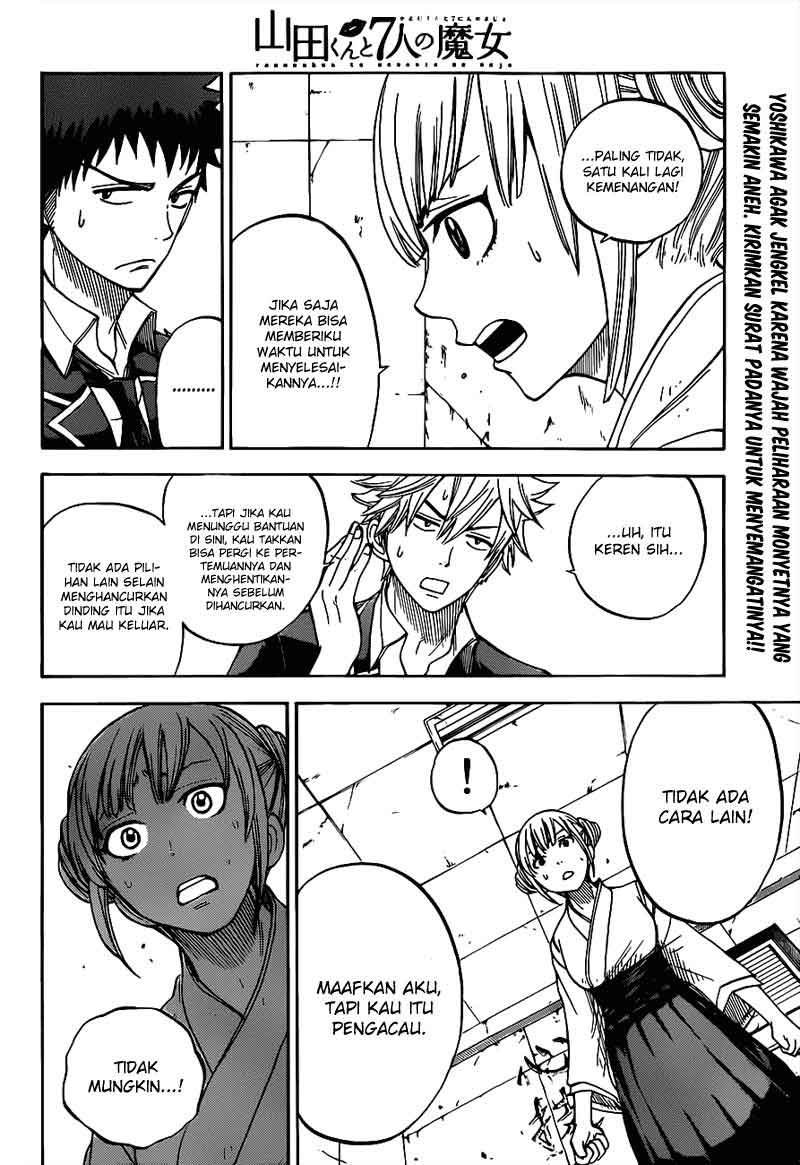 山田くんと7人の魔女
YOSHIKAWA AGAK JENGKEL KARENA WAJAH PELIHARAAN MONYETNYA YANG
SEMAKIN ANEH. KIRIMKAN SURAT PADANYA UNTUK MENYEMANGATINYA!!
...PALING TIDAK,
SATU KALI LAGI
KEMENANGAN!
JIKA SAJA
MEREKA BISA
MEMBERIKU
WAKTU UNTUK
MENYELESAI-
KANNYA...!!
..........
...UH, ITU
KEREN SIH...
...TAPI JIKA KAU
MENUNGGU BANTUAN
DI SINI, KAU TAKKAN
BISA PERGI KE PER-
TEMUANNYA DAN
MENGHENTIKAN-
NYA SEBELUM
DIHANCURKAN.
TIDAK ADA PILI-
HAN LAIN SELAIN
MENGHANCURKAN
DINDING ITU JIKA
KAU MAU KELUAR.
TIDAK ADA
CARA LAIN!
!
MAAFKAN AKU,
TAPI KAU ITU
PENGACAU.
TIDAK
MUNGKIN...!